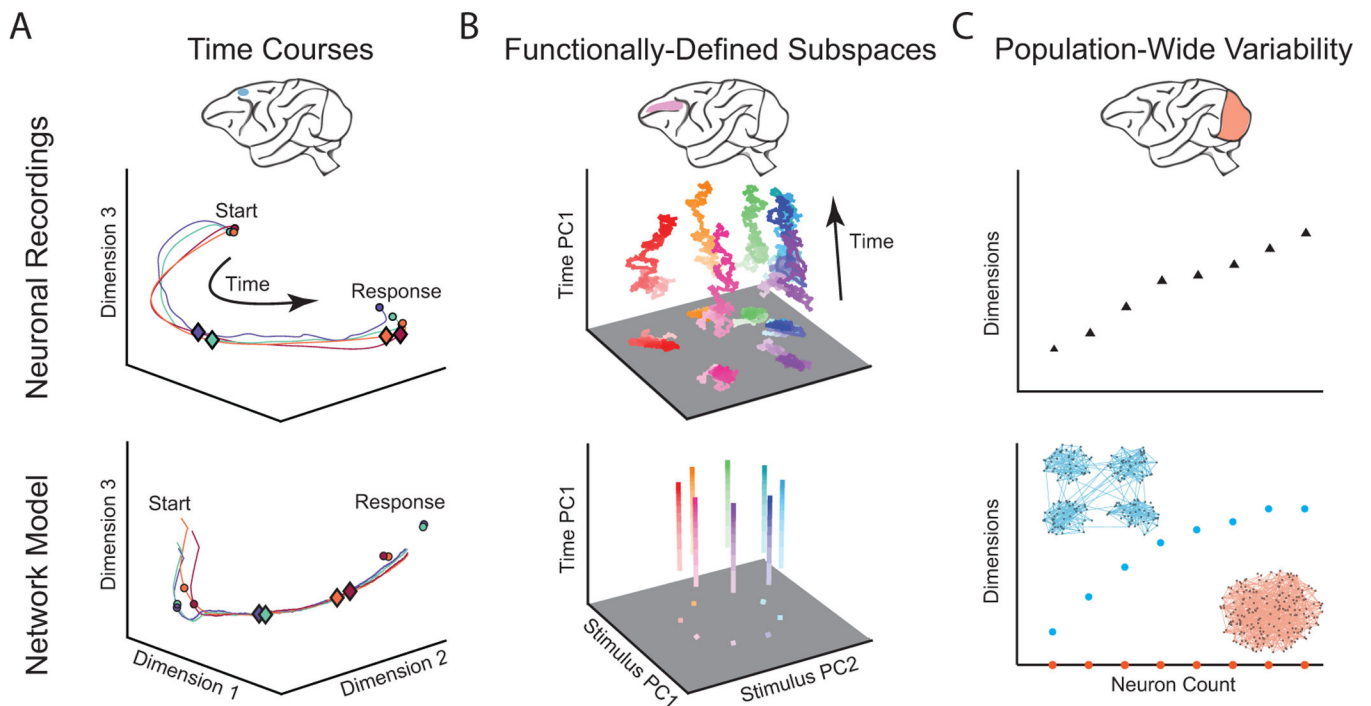 A
Time Courses
B
Functionally-Defined Subspaces
C
Population-Wide Variability
Neuronal Recordings
Dimension 3
Start
Time
Response
Time PC1
Time
Dimensions
Network Model
Dimension 3
Start
Response
Dimension 1
Dimension 2
Time PC1
Stimulus PC1
Stimulus PC2
Dimensions
Neuron Count